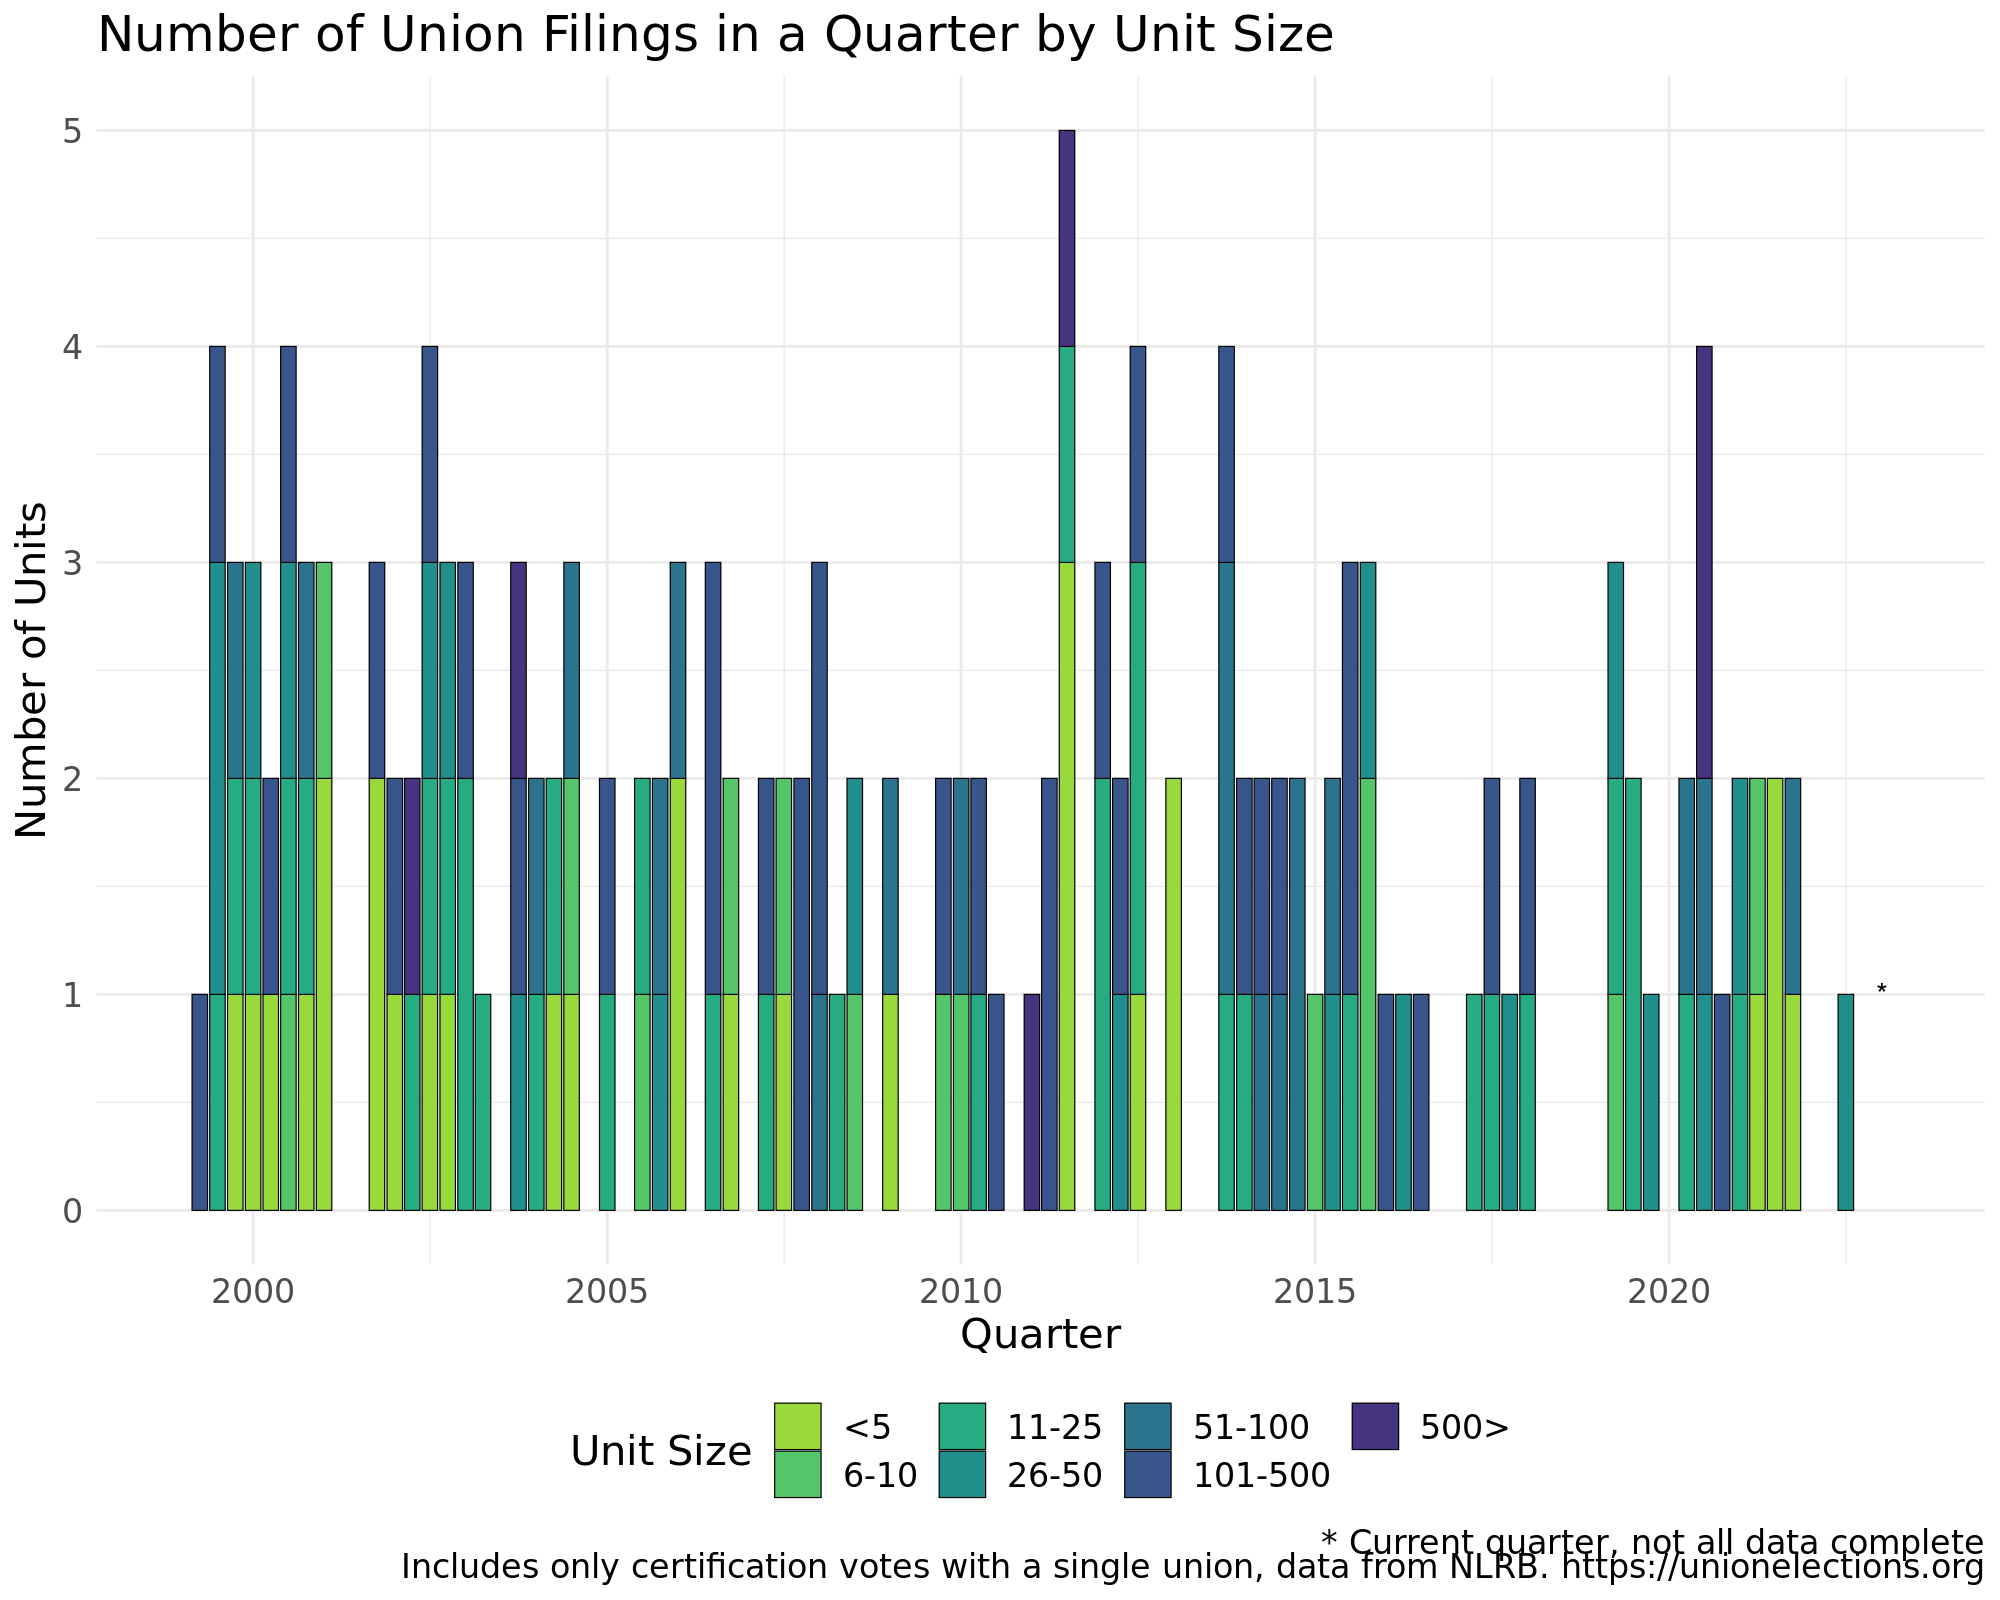 Number of Union Filings in a Quarter by Unit Size
Number of Units
5
4
3
2
1
0
*
2000 2005 2010 2015 2020
Quarter
Unit Size
<5 11-25 51-100 500>
6-10 26-50 101-500
* Current quarter, not all data complete
Includes only certification votes with a single union, data from NLRB. https://unionelections.org